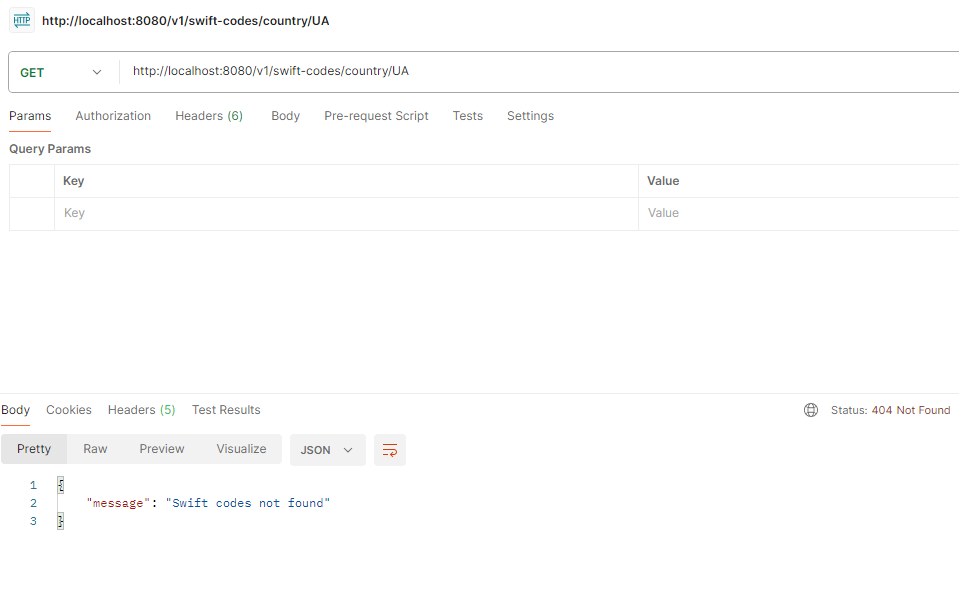 HTTP http://localhost:8080/v1/swift-codes/country/UA
GET http://localhost:8080/v1/swift-codes/country/UA
Params Authorization Headers (6) Body Pre-request Script Tests Settings
Query Params
Key Value
Key Value
Body Cookies Headers (5) Test Results Status: 404 Not Found
Pretty Raw Preview Visualize JSON
1 {
2 "message": "Swift codes not found"
3 }